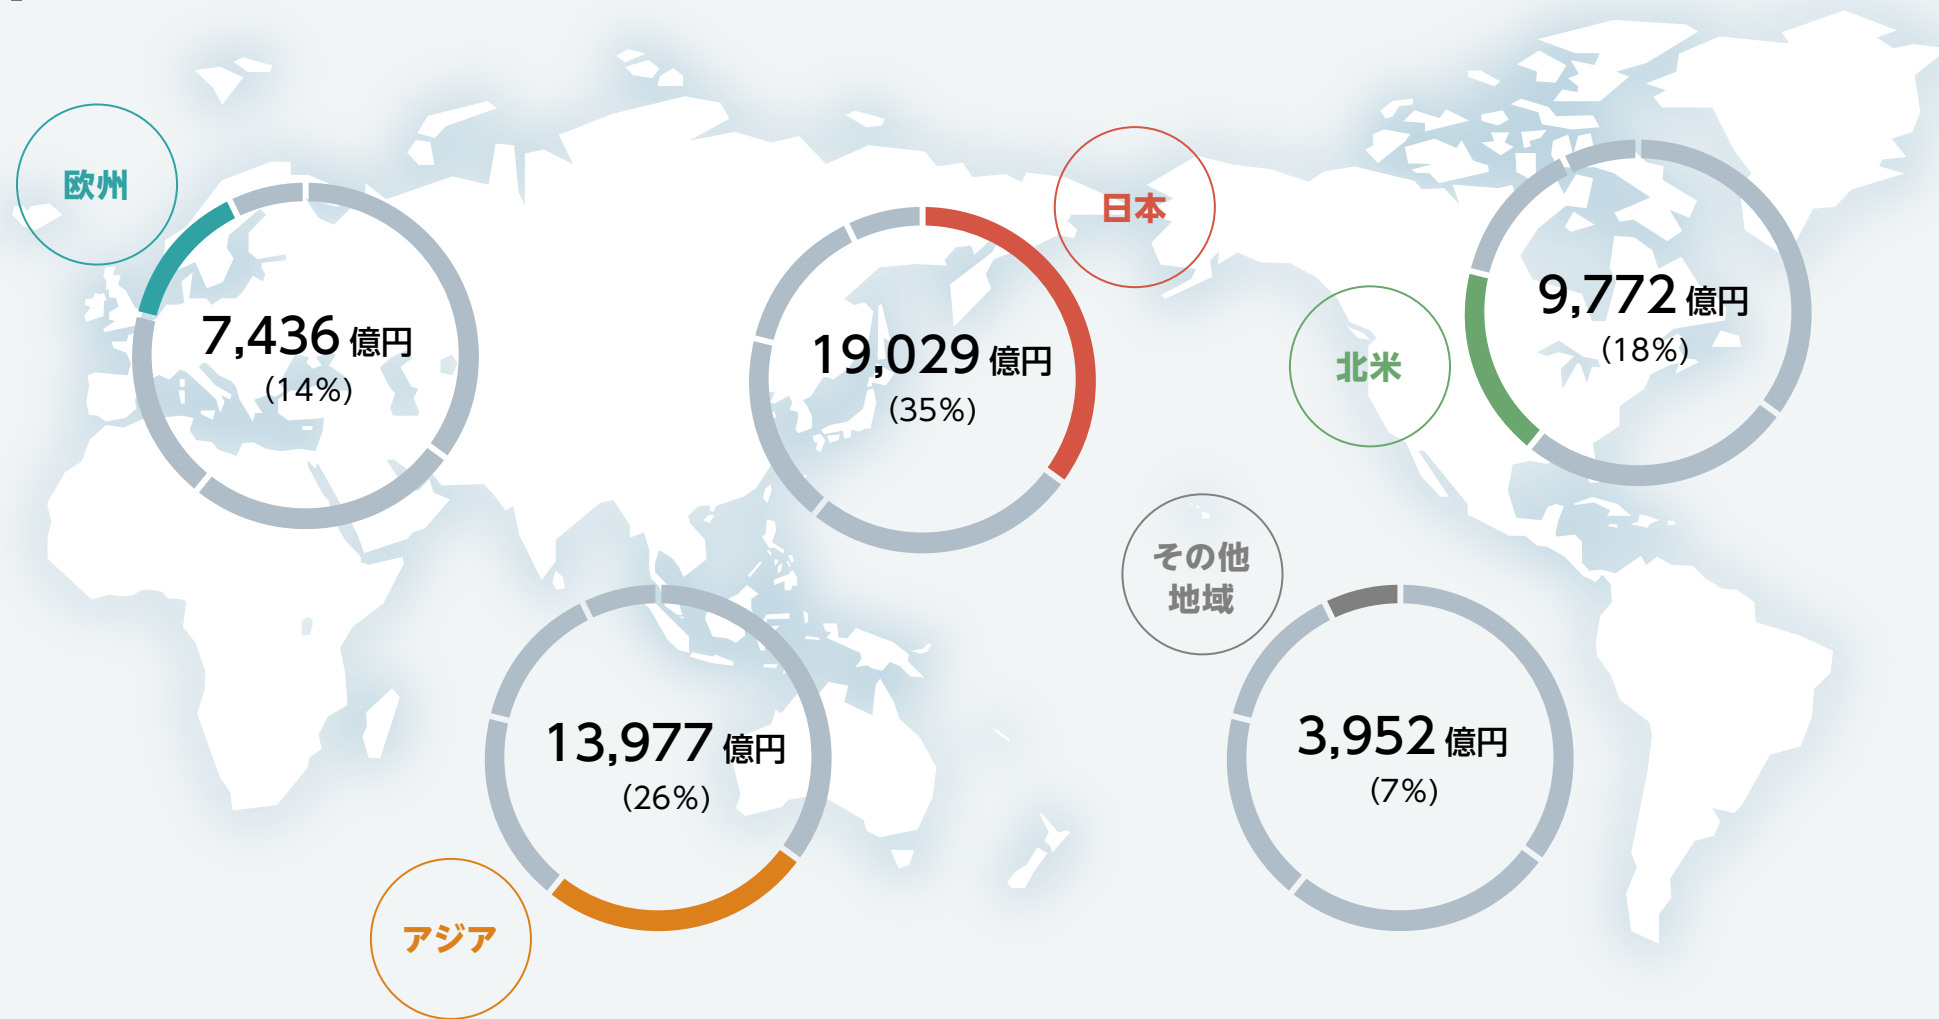 欧州
7,436 億円
(14%)
日本
19,029 億円
(35%)
北米
9,772 億円
(18%)
アジア
13,977 億円
(26%)
その他
地域
3,952 億円
(7%)